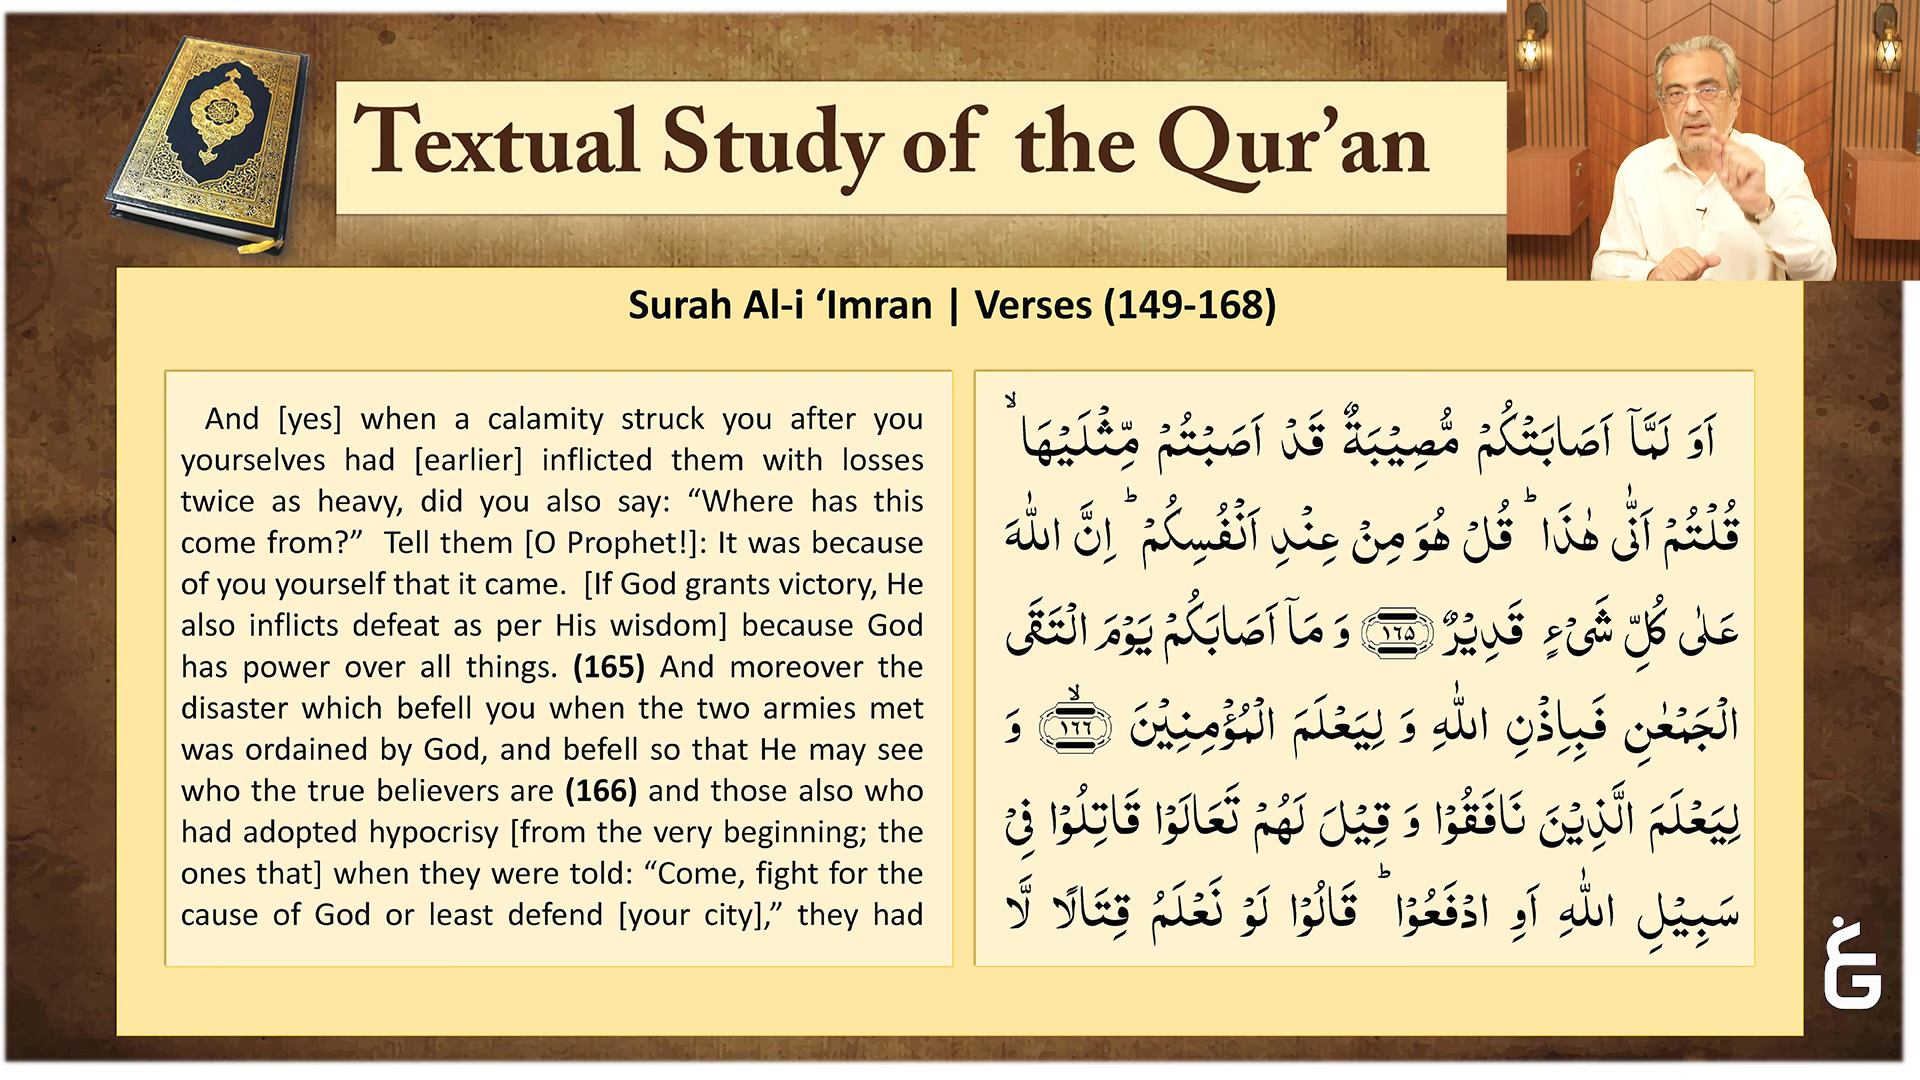 Textual Study of the Qur’an
Surah Al-i ‘Imran | Verses (149-168)
And [yes] when a calamity struck you after you
yourselves had [earlier] inflicted them with losses
twice as heavy, did you also say: “Where has this
come from?” Tell them [O Prophet!]: It was because
of you yourself that it came. [If God grants victory, He
also inflicts defeat as per His wisdom] because God
has power over all things. (165) And moreover the
disaster which befell you when the two armies met
was ordained by God, and befell so that He may see
who the true believers are (166) and those also who
had adopted hypocrisy [from the very beginning; the
ones that] when they were told: “Come, fight for the
cause of God or least defend [your city],” they had
اَوَ لَمَّاۤ اَصَابَتۡكُمۡ مُّصِیۡبَةٌ قَدۡ اَصَبۡتُمۡ مِّثۡلَیۡهَا ۙ
قُلۡتُمۡ اَنّٰی هٰذَا ؕ قُلۡ هُوَ مِنۡ عِنۡدِ اَنۡفُسِكُمۡ ؕ اِنَّ اللّٰهَ
عَلٰی كُلِّ شَیۡءٍ قَدِیۡرٌ ﴿۱۶۵﴾ وَ مَاۤ اَصَابَكُمۡ یَوۡمَ الۡتَقَی
الۡجَمۡعٰنِ فَبِاِذۡنِ اللّٰهِ وَ لِیَعۡلَمَ الۡمُؤۡمِنِیۡنَ ﴿۱۶۶﴾ ۙ وَ
لِیَعۡلَمَ الَّذِیۡنَ نَافَقُوۡا وَ قِیۡلَ لَهُمۡ تَعَالَوۡا قَاتِلُوۡا فِیۡ
سَبِیۡلِ اللّٰهِ اَوِ ادۡفَعُوۡا ؕ قَالُوۡا لَوۡ نَعۡلَمُ قِتَالًا لَّا